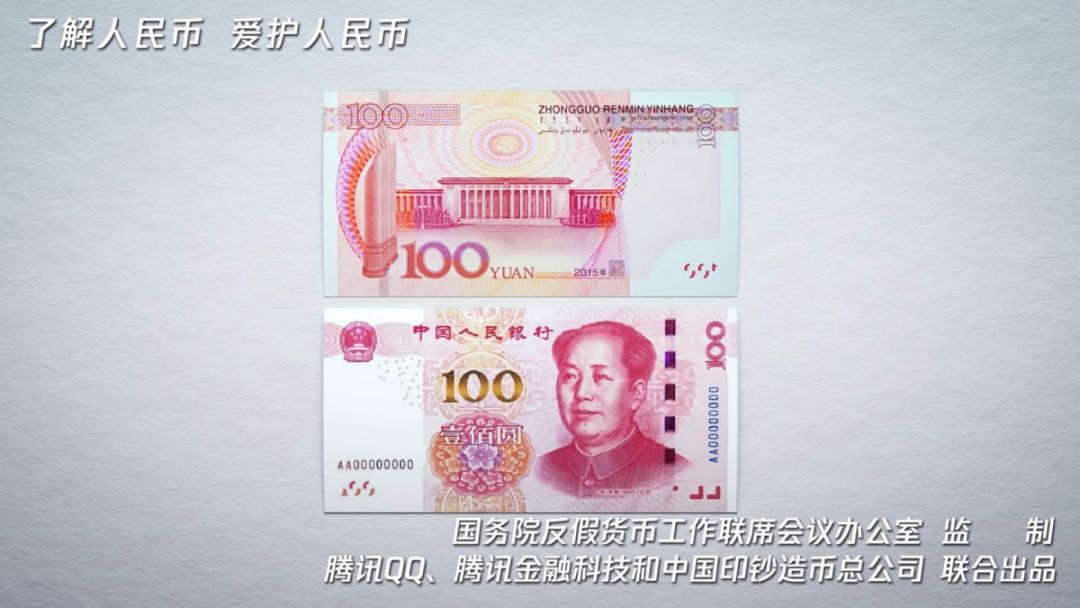 了解人民币 爱护人民币
100
ZHONGGUO RENMIN YINHANG
100
100 YUAN
2015年
中国人民银行
100
100
壹佰圆
AA00000000
AA00000000
国务院反假货币工作联席会议办公室 监 制
腾讯QQ、腾讯金融科技和中国印钞造币总公司 联合出品